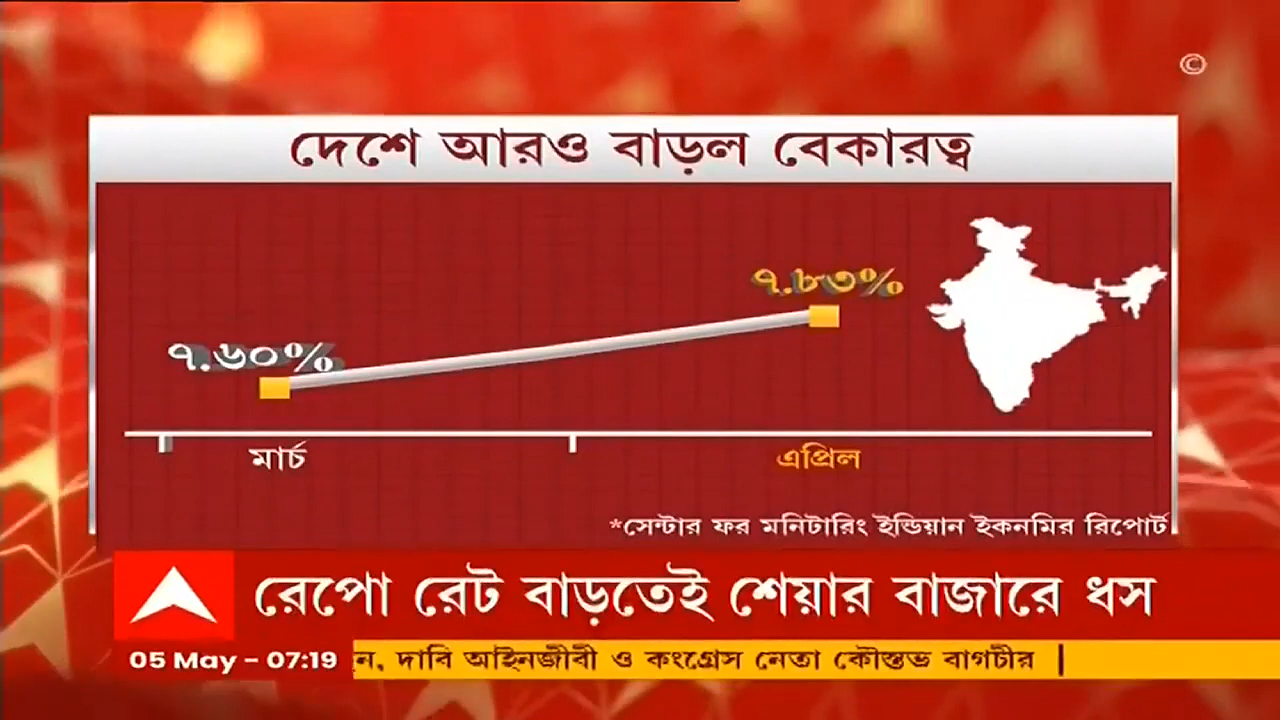 ©
দেশে আরও বাড়ল বেকারত্ব
৭.৮৩%
৭.৬০%
মার্চ
এপ্রিল
*সেন্টার ফর মনিটারিং ইন্ডিয়ান ইকনমির রিপোর্ট
রেপো রেট বাড়তেই শেয়ার বাজারে ধস
05 May - 07:19
ন, দাবি আইনজীবী ও কংগ্রেস নেতা কৌস্তভ বাগচীর |